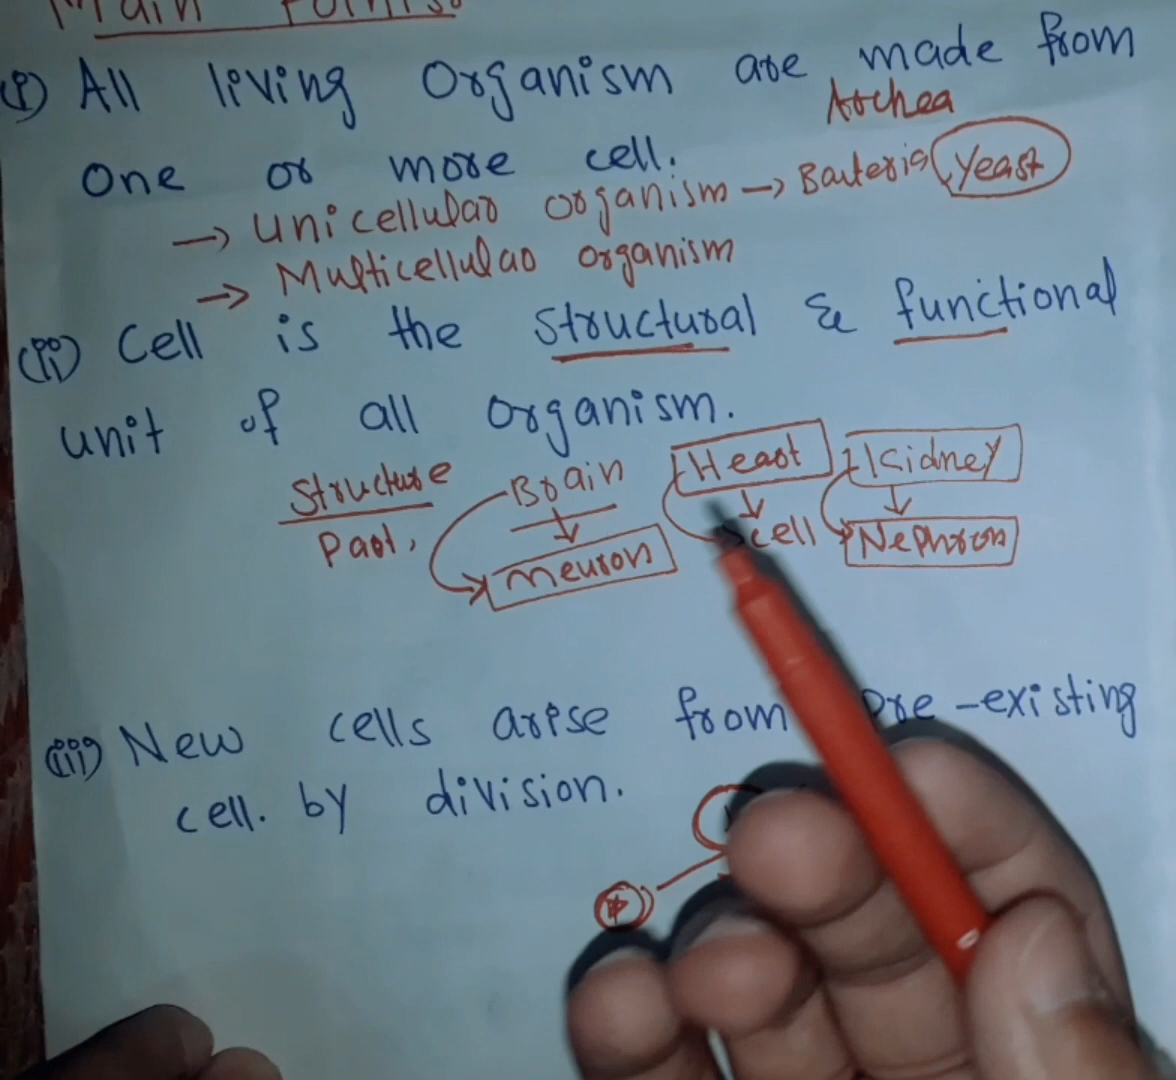 Main Points.
(i) All living Organism are made from
Archea
one or more cell.
→ Unicellular organism → Bacteria, Yeast
→ Multicellular organism
(ii) Cell is the structural & functional
unit of all organism.
Structure Brain Heart Kidney
Part, neuron cell Nephron
(iii) New cells arise from pre-existing
cell. by division.